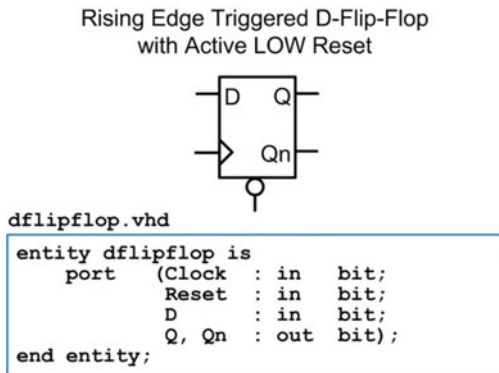 Rising Edge Triggered D-Flip-Flop
with Active LOW Reset
D Q
Qn
dflipflop.vhd
entity dflipflop is
    port   (Clock  : in   bit;
            Reset  : in   bit;
            D      : in   bit;
            Q, Qn  : out  bit);
end entity;